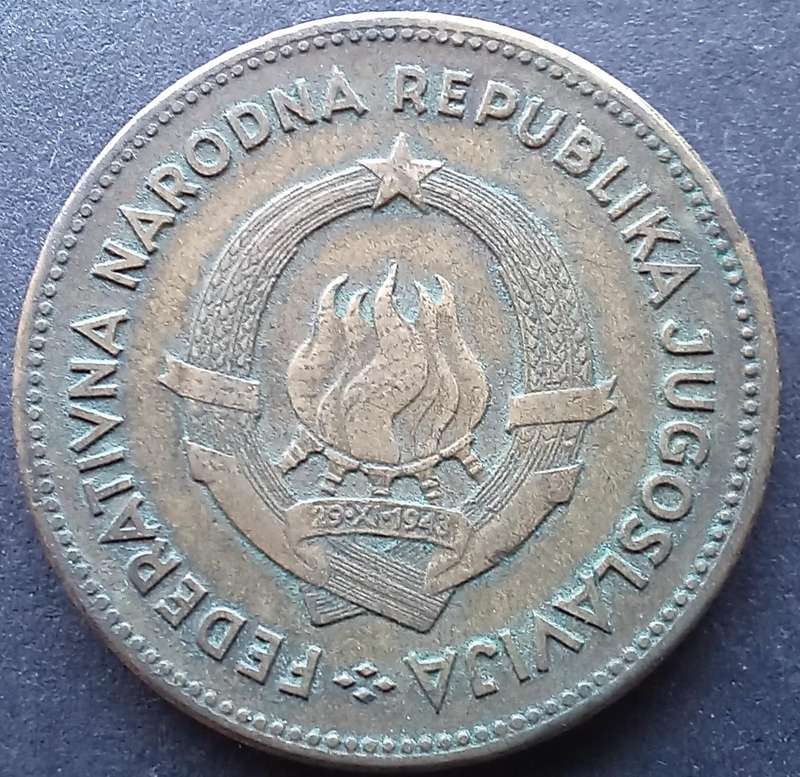 FEDERATIVNA NARODNA REPUBLIKA JUGOSLAVIJA
29·XI·1943